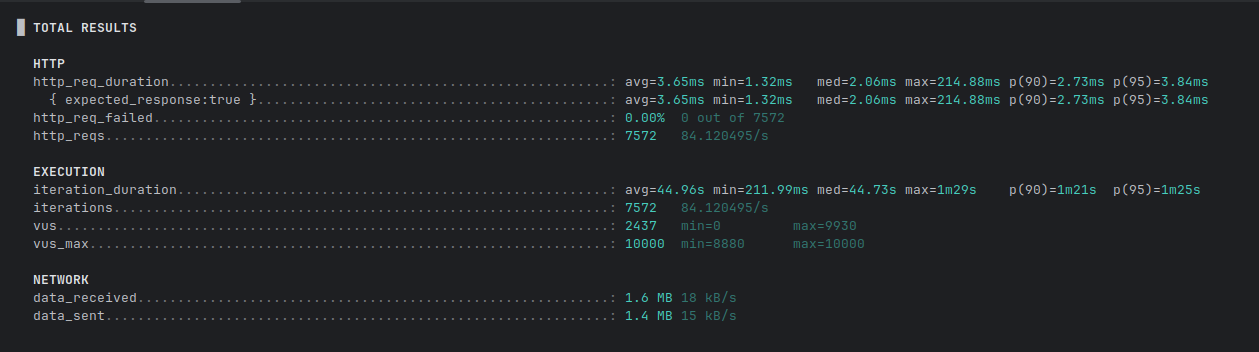 █ TOTAL RESULTS
HTTP
http_req_duration.......................................................: avg=3.65ms min=1.32ms   med=2.06ms max=214.88ms p(90)=2.73ms p(95)=3.84ms
{ expected_response:true }............................................: avg=3.65ms min=1.32ms   med=2.06ms max=214.88ms p(90)=2.73ms p(95)=3.84ms
http_req_failed.........................................................: 0.00%  0 out of 7572
http_reqs...............................................................: 7572   84.120495/s
EXECUTION
iteration_duration......................................................: avg=44.96s min=211.99ms med=44.73s max=1m29s    p(90)=1m21s  p(95)=1m25s
iterations..............................................................: 7572   84.120495/s
vus.....................................................................: 2437   min=0         max=9930
vus_max.................................................................: 10000  min=8880      max=10000
NETWORK
data_received...........................................................: 1.6 MB 18 kB/s
data_sent...............................................................: 1.4 MB 15 kB/s